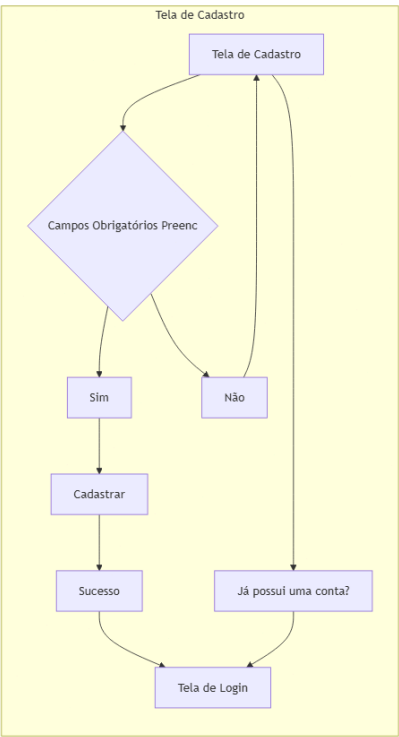 Tela de Cadastro
Tela de Cadastro
Campos Obrigatórios Preenc
Sim
Não
Cadastrar
Sucesso
Já possui uma conta?
Tela de Login